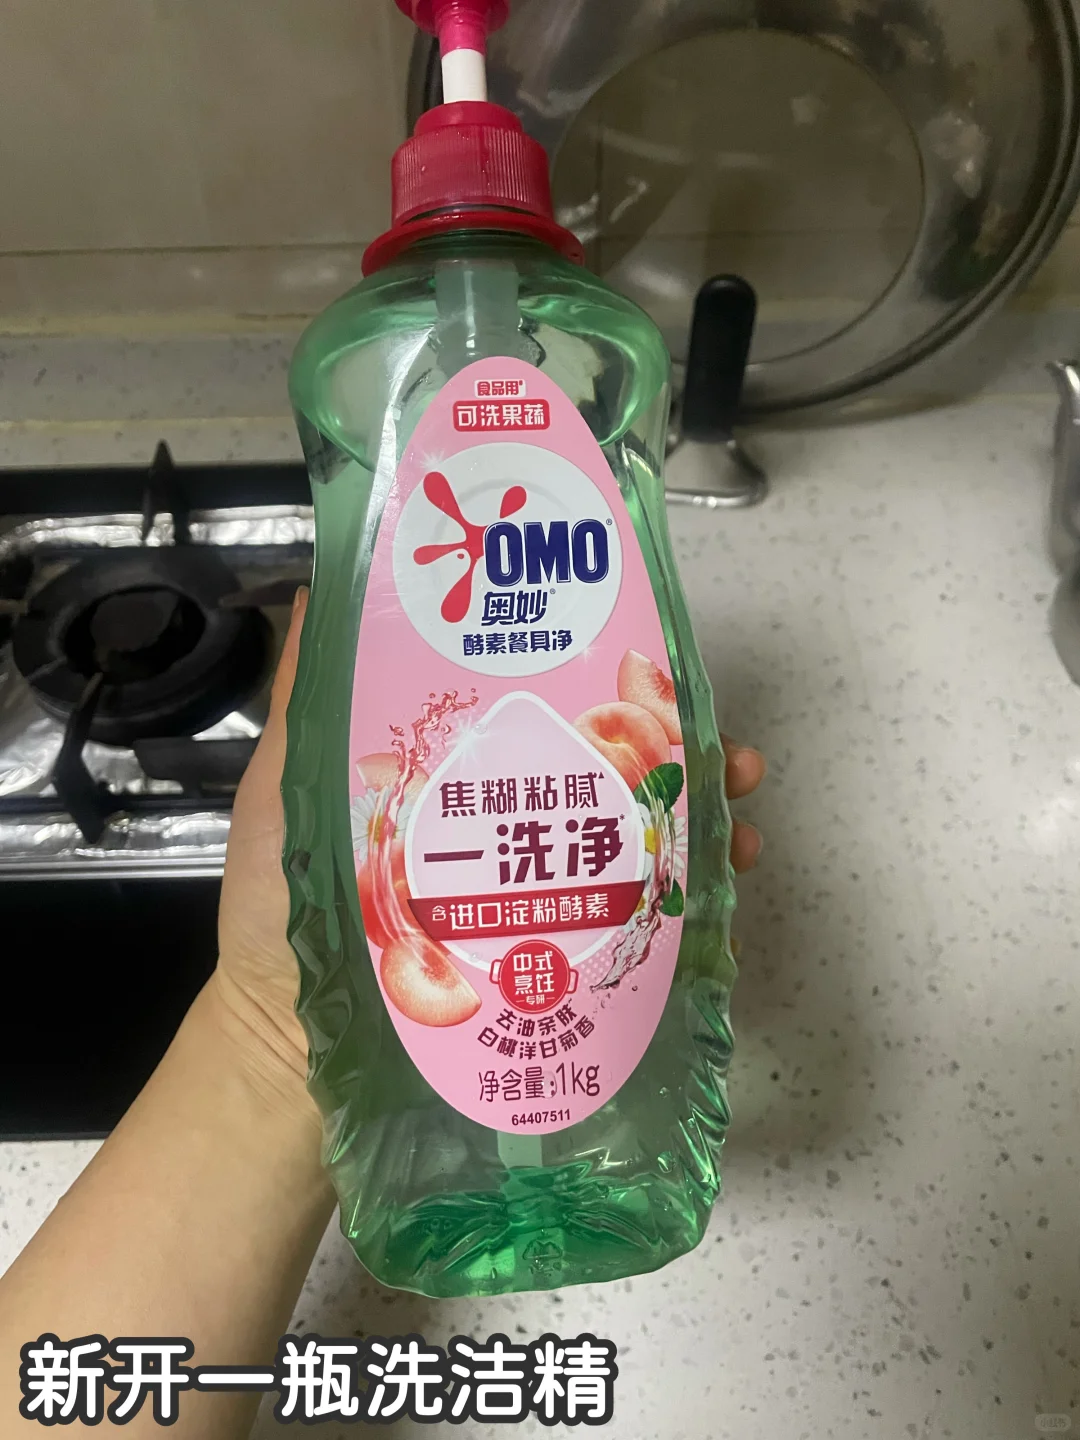 食品用
可洗果蔬
OMO®
奥妙®
酵素餐具净
焦糊粘腻▲
一洗净*
含进口淀粉酵素
中式
烹饪
专研
去油亲肤~
白桃洋甘菊香
净含量:1kg
64407511
新开一瓶洗洁精
小红书